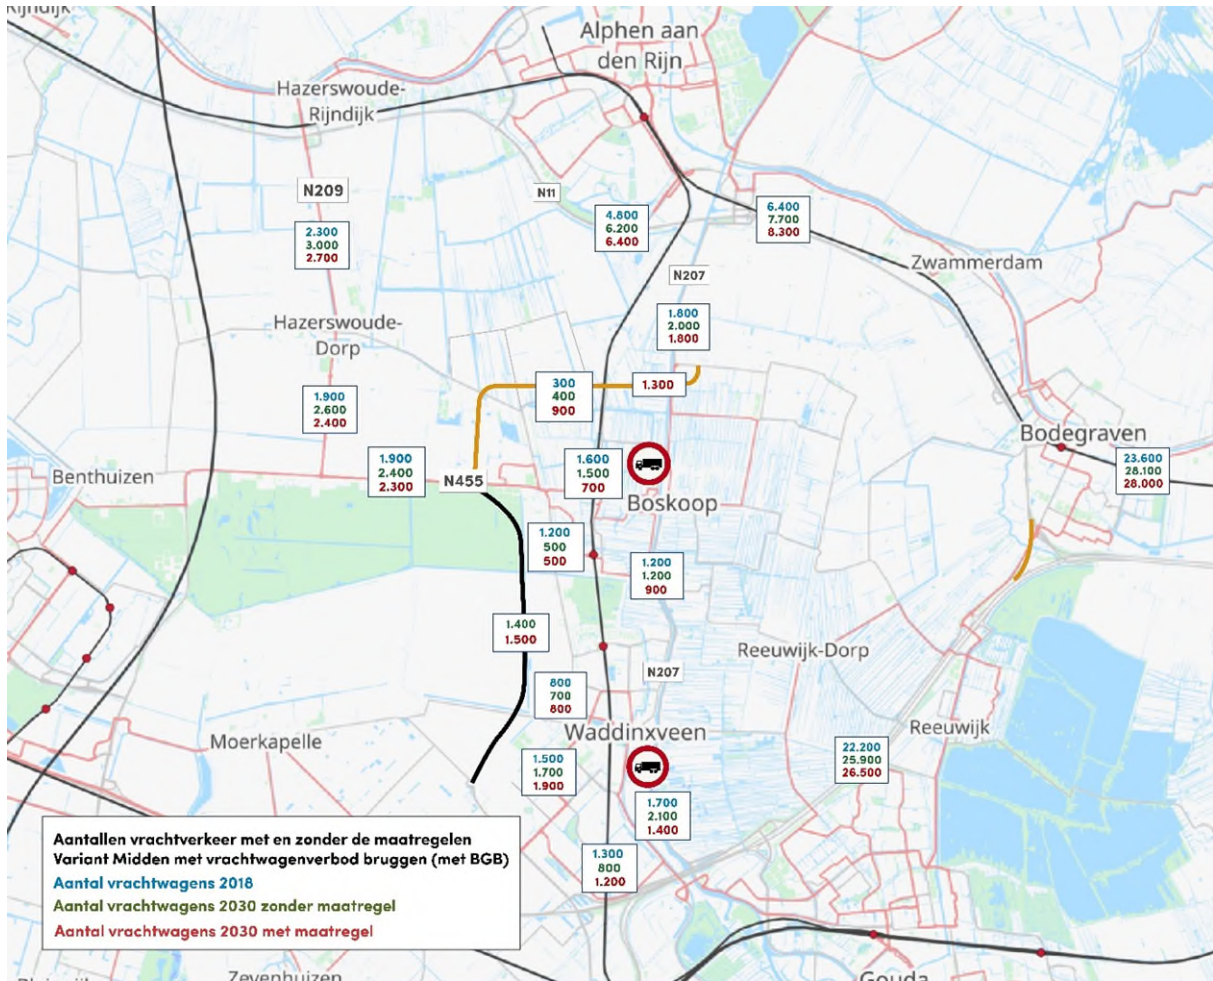 Rijndijk
Alphen aan
den Rijn
Hazerswoude-
Rijndijk
N209
N11
2.300
3.000
2.700
4.800
6.200
6.400
6.400
7.700
8.300
Zwammerdam
N207
1.800
2.000
1.800
Hazerswoude-
Dorp
300
400
900
1.300
1.900
2.600
2.400
Bodegraven
1.900
2.400
2.300
1.600
1.500
700
23.600
28.100
28.000
Benthuizen
N455
Boskoop
1.200
500
500
1.200
1.200
900
1.400
1.500
Reeuwijk-Dorp
N207
800
700
800
Reeuwijk
Moerkapelle
Waddinxveen
1.500
1.700
1.900
22.200
25.900
26.500
1.700
2.100
1.400
1.300
800
1.200
Aantallen vrachtverkeer met en zonder de maatregelen
Variant Midden met vrachtwagenverbod bruggen (met BGB)
Aantal vrachtwagens 2018
Aantal vrachtwagens 2030 zonder maatregel
Aantal vrachtwagens 2030 met maatregel
Zevenhuizen
Gouda